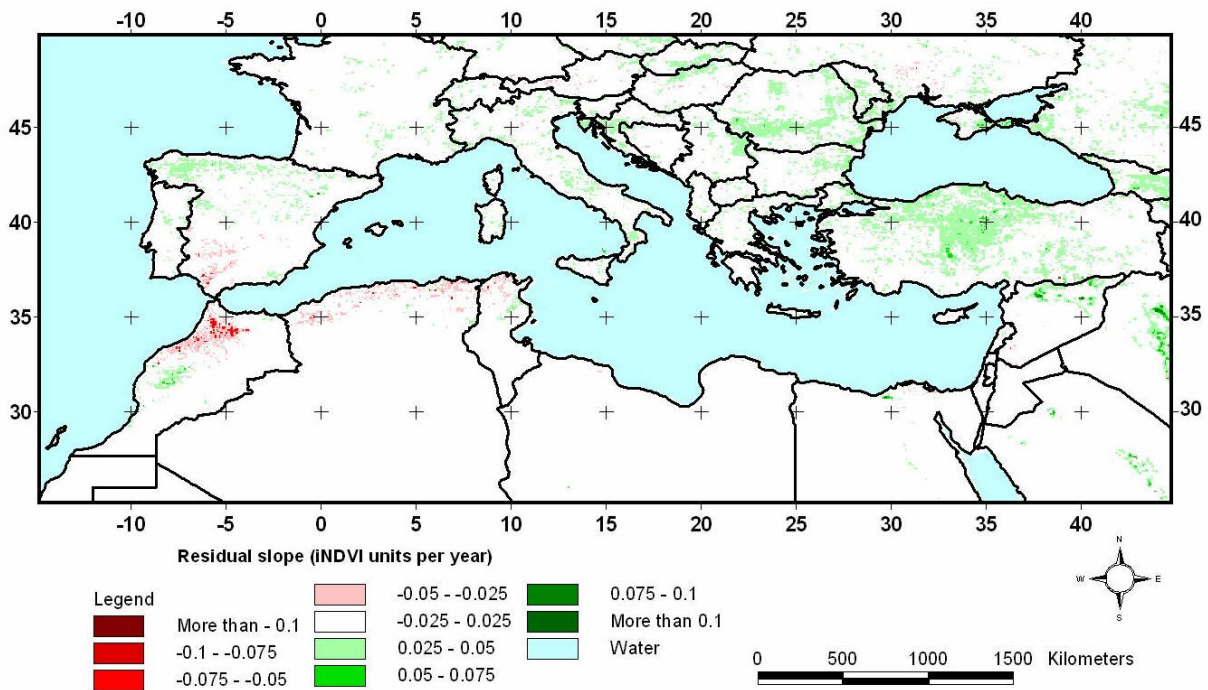 -10 -5 0 5 10 15 20 25 30 35 40
45 45
40 40
35 35
30 30
-10 -5 0 5 10 15 20 25 30 35 40
Residual slope (iNDVI units per year)
Legend
More than - 0.1
-0.1 - -0.075
-0.075 - -0.05
-0.05 - -0.025
-0.025 - 0.025
0.025 - 0.05
0.05 - 0.075
0.075 - 0.1
More than 0.1
Water
N
W E
S
0 500 1000 1500 Kilometers